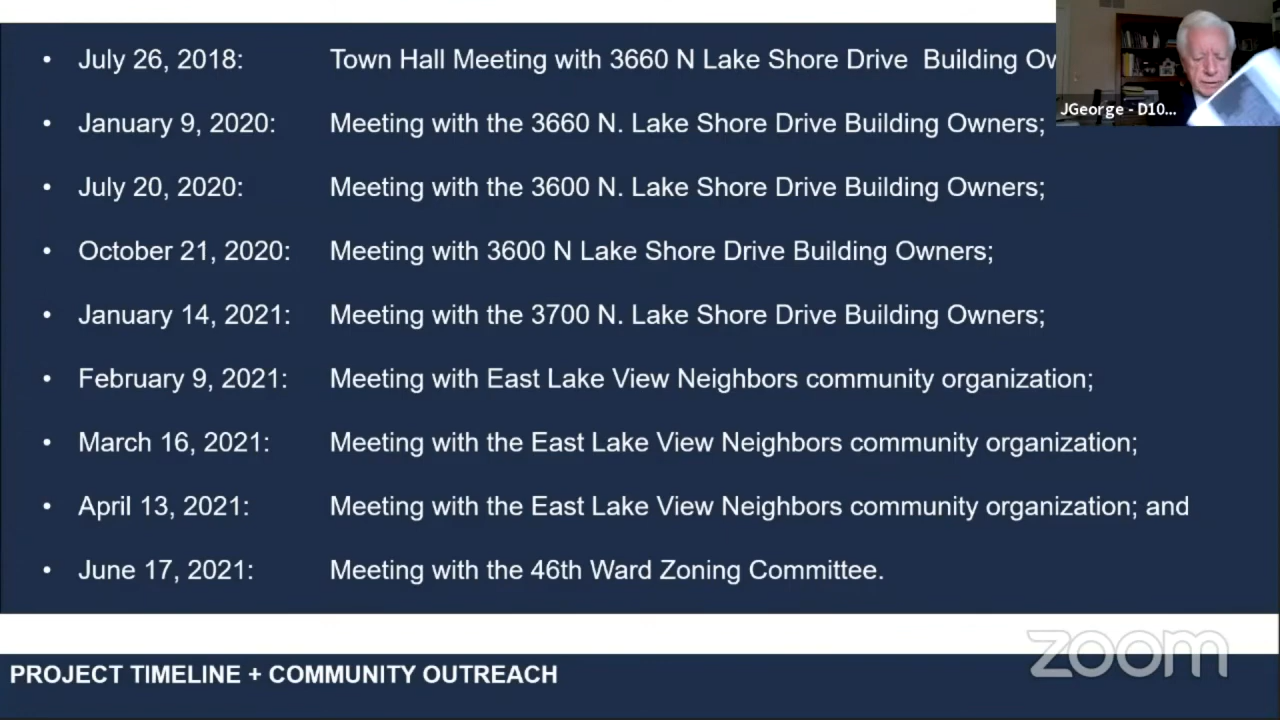 • July 26, 2018: Town Hall Meeting with 3660 N Lake Shore Drive Building
• January 9, 2020: Meeting with the 3660 N. Lake Shore Drive Building Owners;
• July 20, 2020: Meeting with the 3600 N. Lake Shore Drive Building Owners;
• October 21, 2020: Meeting with 3600 N Lake Shore Drive Building Owners;
• January 14, 2021: Meeting with the 3700 N. Lake Shore Drive Building Owners;
• February 9, 2021: Meeting with East Lake View Neighbors community organization;
• March 16, 2021: Meeting with the East Lake View Neighbors community organization;
• April 13, 2021: Meeting with the East Lake View Neighbors community organization; and
• June 17, 2021: Meeting with the 46th Ward Zoning Committee.
JGeorge - D10...
zoom
PROJECT TIMELINE + COMMUNITY OUTREACH